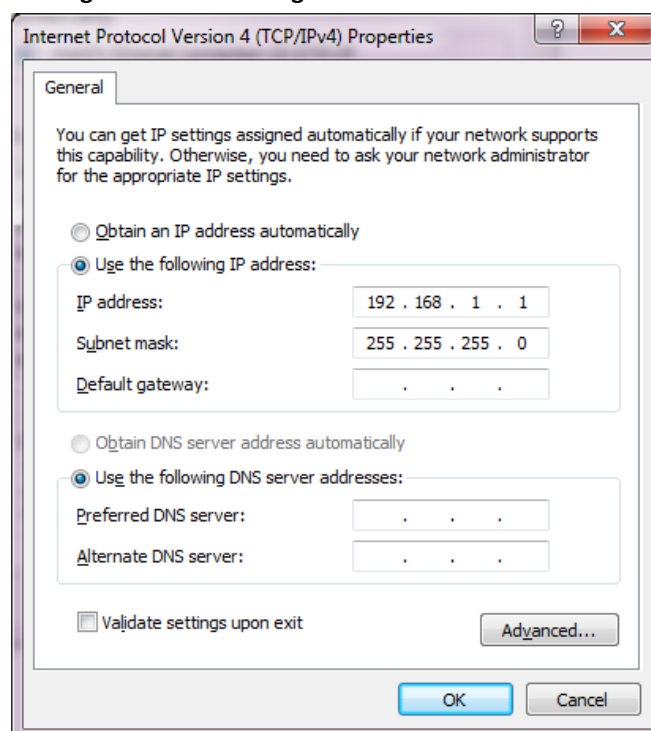 Internet Protocol Version 4 (TCP/IPv4) Properties
?
X
General
You can get IP settings assigned automatically if your network supports
this capability. Otherwise, you need to ask your network administrator
for the appropriate IP settings.
Obtain an IP address automatically
Use the following IP address:
IP address: 192 . 168 . 1 . 1
Subnet mask: 255 . 255 . 255 . 0
Default gateway: . . .
Obtain DNS server address automatically
Use the following DNS server addresses:
Preferred DNS server: . . .
Alternate DNS server: . . .
Validate settings upon exit
Advanced...
OK Cancel